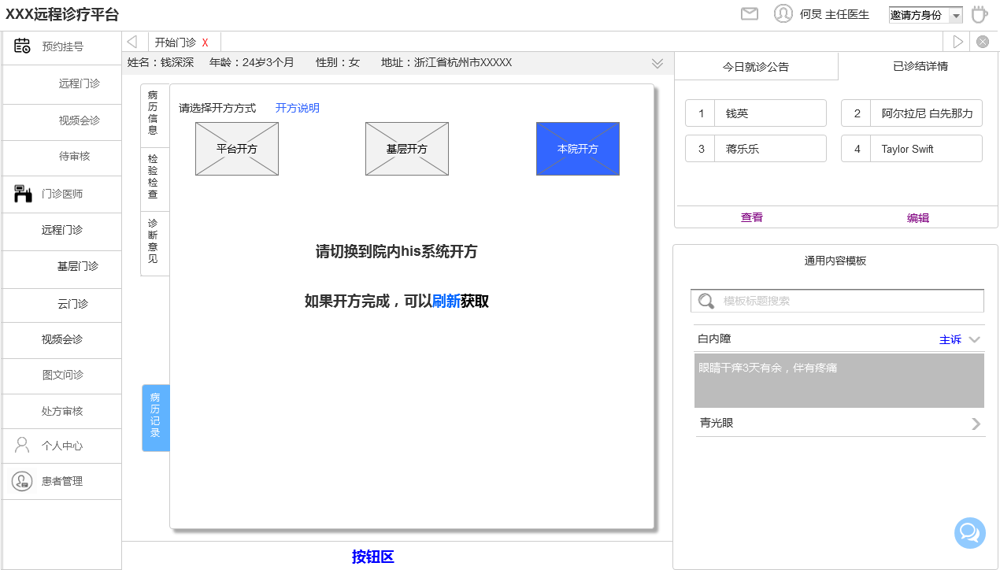 XXX远程诊疗平台
何炅 主任医生
邀请方身份
预约挂号
远程门诊
视频会诊
待审核
门诊医师
远程门诊
基层门诊
云门诊
视频会诊
图文问诊
处方审核
个人中心
患者管理
开始门诊 X
姓名：钱深深 年龄：24岁3个月 性别：女 地址：浙江省杭州市XXXXX
病历信息
检验检查
诊断意见
病历记录
请选择开方方式 开方说明
平台开方
基层开方
本院开方
请切换到院内his系统开方
如果开方完成，可以刷新获取
按钮区
今日就诊公告
已诊结详情
1 钱英
2 阿尔拉尼 白先那力
3 蒋乐乐
4 Taylor Swift
查看
编辑
通用内容模板
模板标题搜索
白内障 主诉
眼睛干痒3天有余，伴有疼痛
青光眼